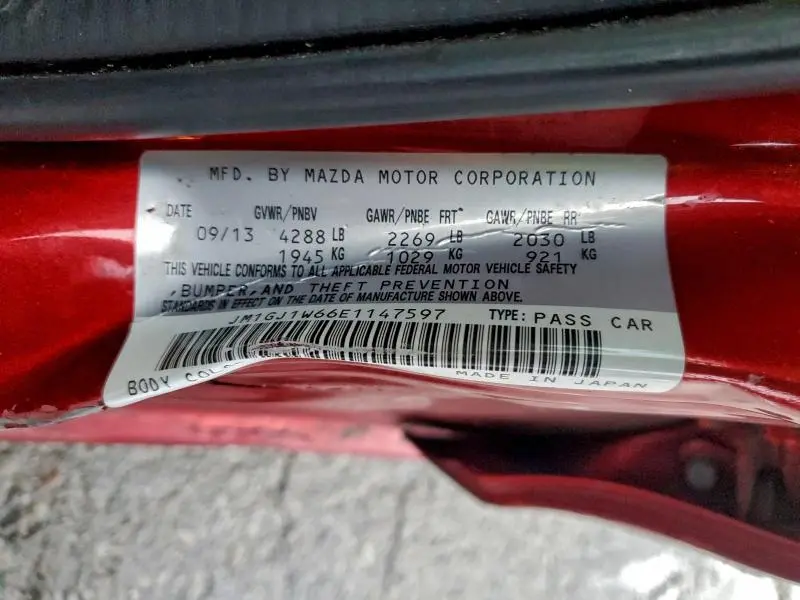 MFD. BY MAZDA MOTOR CORPORATION
DATE GVWR/PNBV GAWR/PNBE FRT GAWR/PNBE RR
09/13 4288 LB 2269 LB 2030 LB
1945 KG 1029 KG 921 KG
THIS VEHICLE CONFORMS TO ALL APPLICABLE FEDERAL MOTOR VEHICLE SAFETY
,BUMPER,AND THEFT PREVENTION
STANDARDS IN EFFECT ON THE DATE OF MANUFACTURE SHOWN ABOVE.
JM1GJ1W66E1147597 TYPE: PASS CAR
BODY MADE IN JAPAN